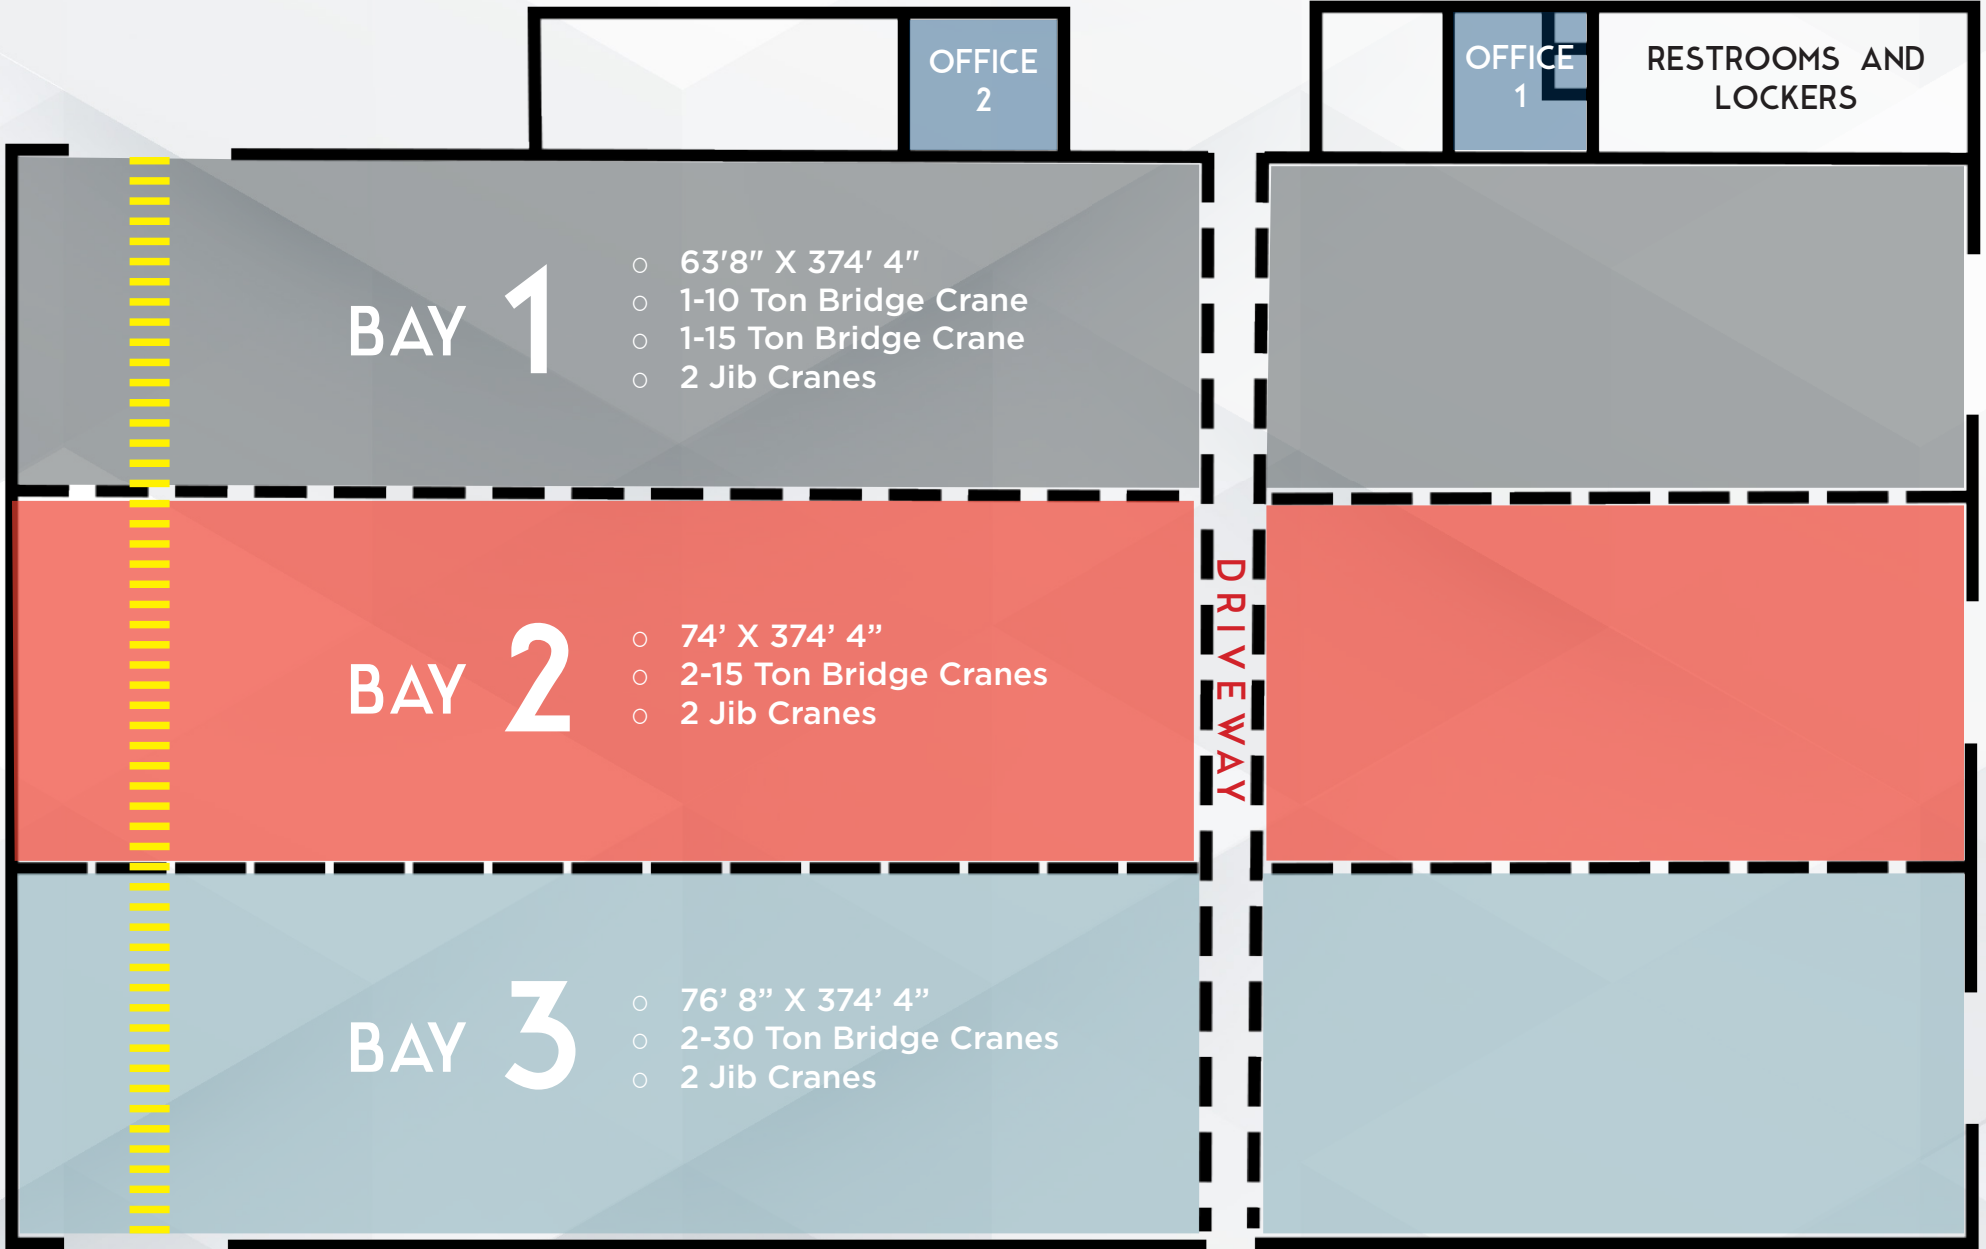 OFFICE
2
OFFICE
1
RESTROOMS AND
LOCKERS
BAY 1
63'8" X 374' 4"
1-10 Ton Bridge Crane
1-15 Ton Bridge Crane
2 Jib Cranes
BAY 2
74’ X 374’ 4”
2-15 Ton Bridge Cranes
2 Jib Cranes
DRIVEWAY
BAY 3
76’ 8” X 374’ 4”
2-30 Ton Bridge Cranes
2 Jib Cranes